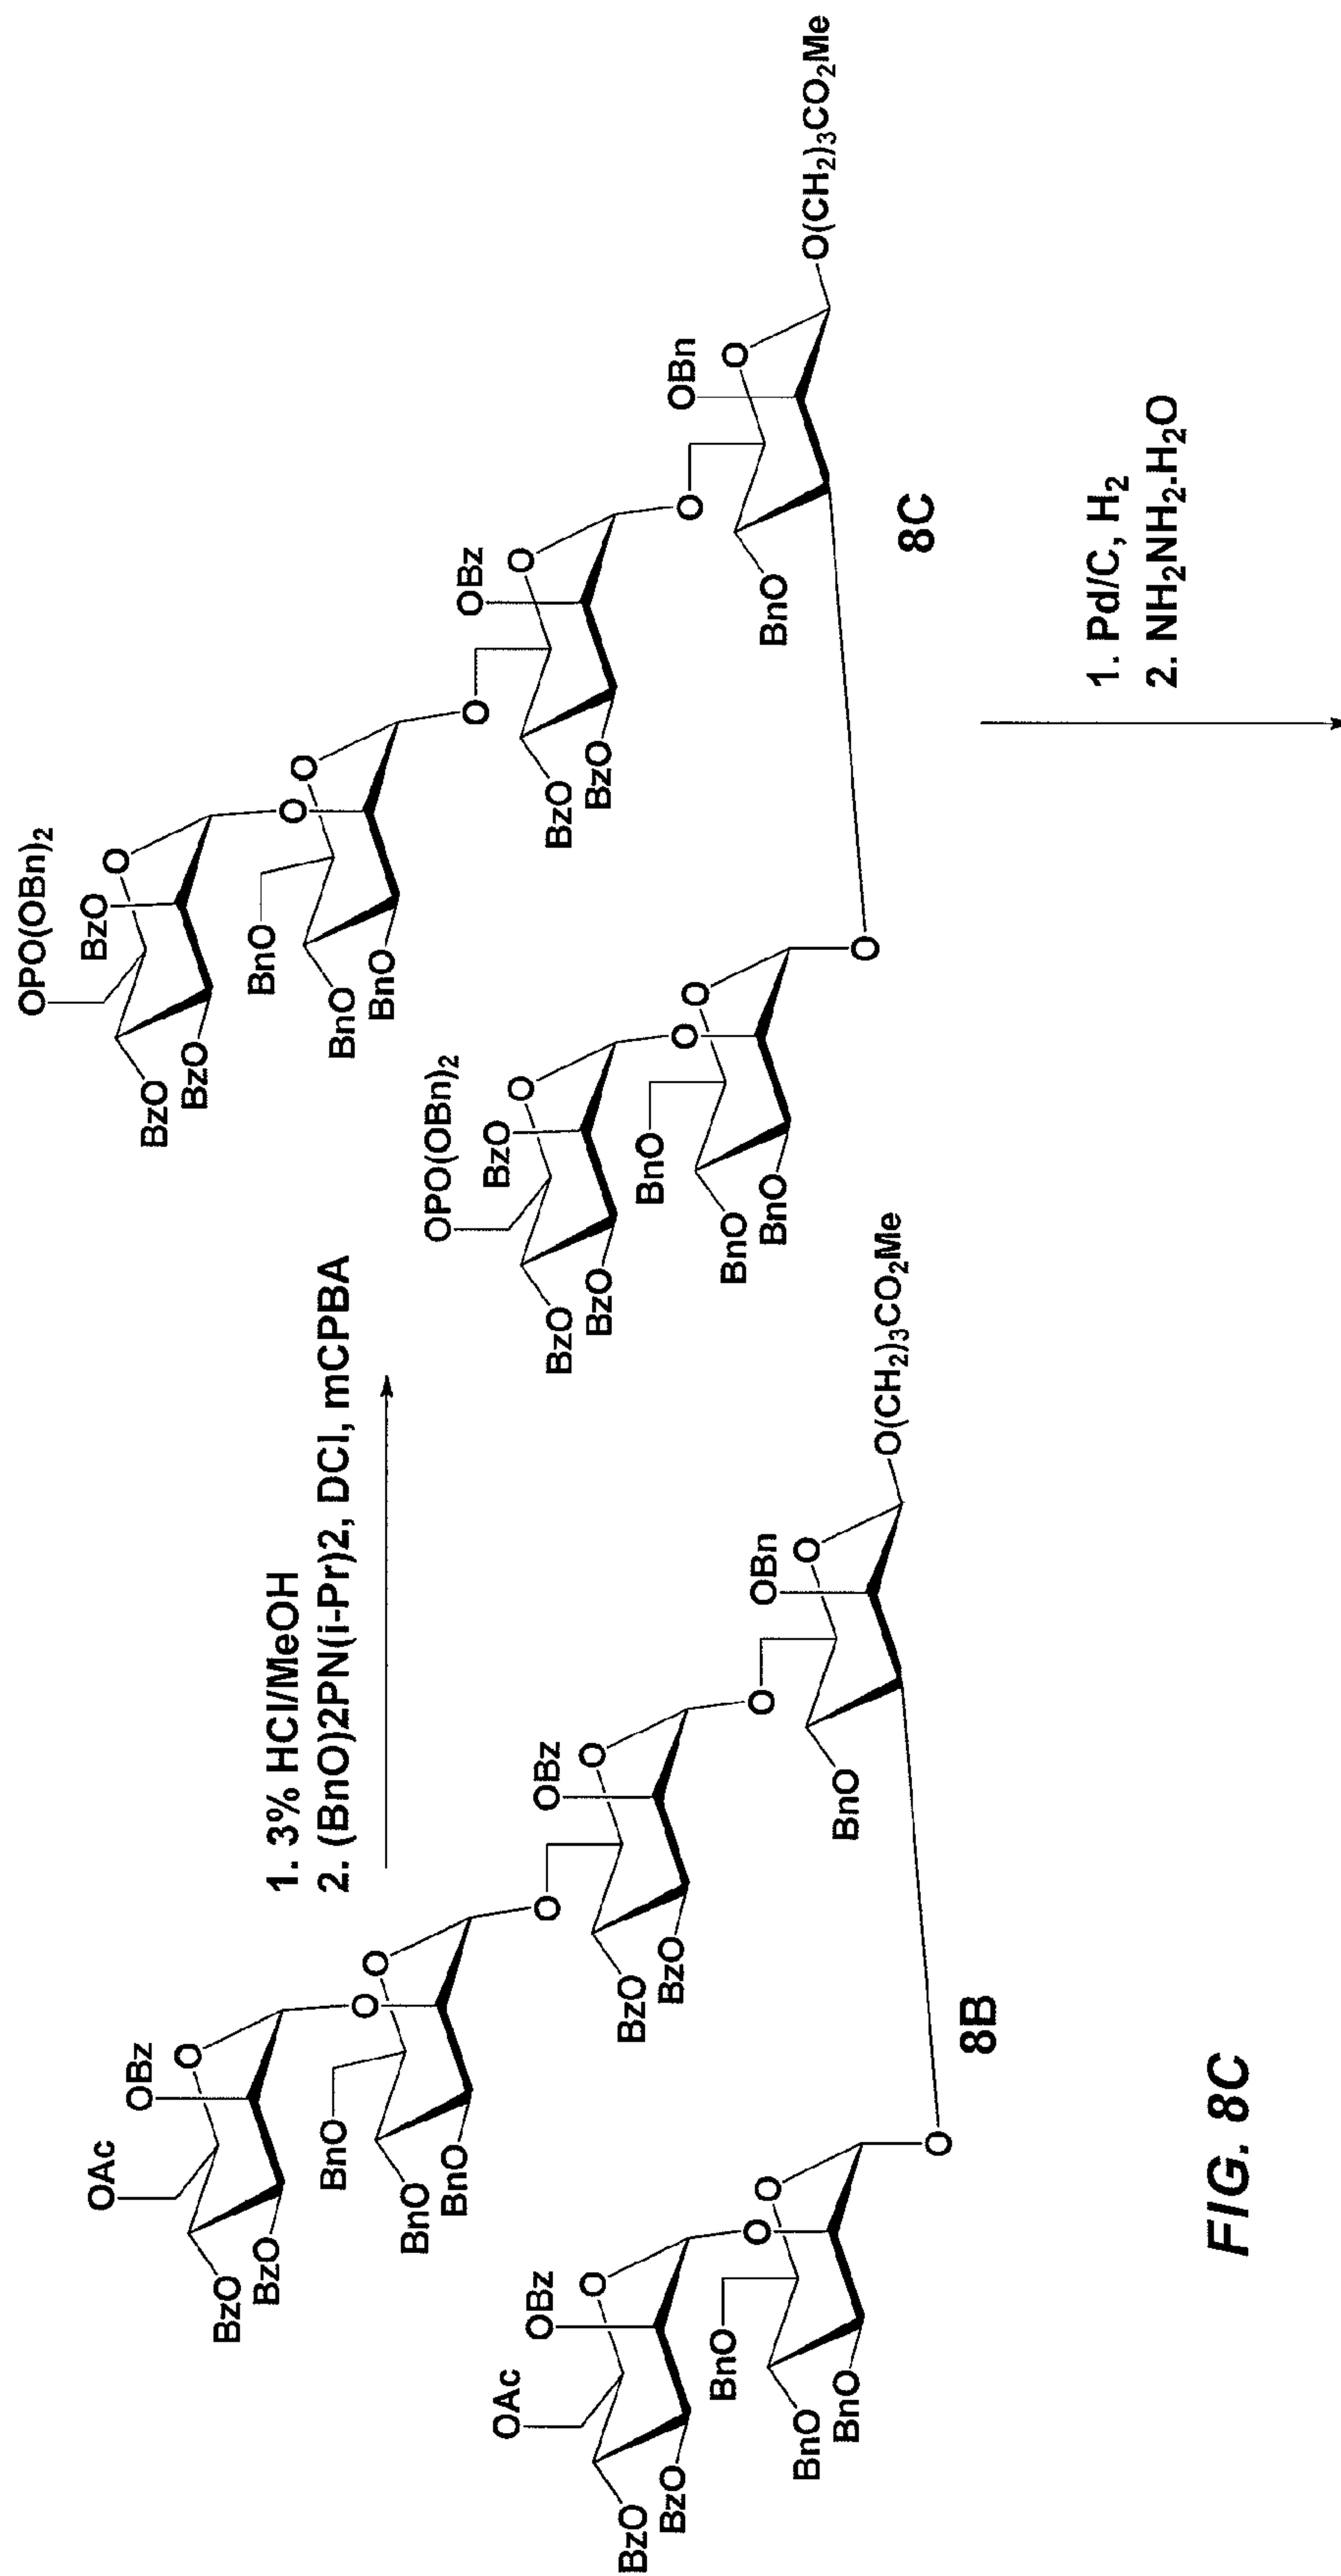 OAc
OBz
O
BzO
BzO
O
O
BnO
BnO
BnO
O
OBz
O
BzO
BzO
O
OBn
O
BnO
O(CH2)3CO2Me
OAc
OBz
O
BzO
BzO
O
O
BnO
BnO
BnO
O
8B
1. 3% HCl/MeOH
2. (BnO)2PN(i-Pr)2, DCI, mCPBA
OPO(OBn)2
BzO
O
BzO
BzO
O
O
BnO
BnO
BnO
O
OBz
O
BzO
BzO
O
OBn
O
BnO
O(CH2)3CO2Me
OPO(OBn)2
BzO
O
BzO
BzO
O
O
BnO
BnO
BnO
O
8C
1. Pd/C, H2
2. NH2NH2.H2O
FIG. 8C